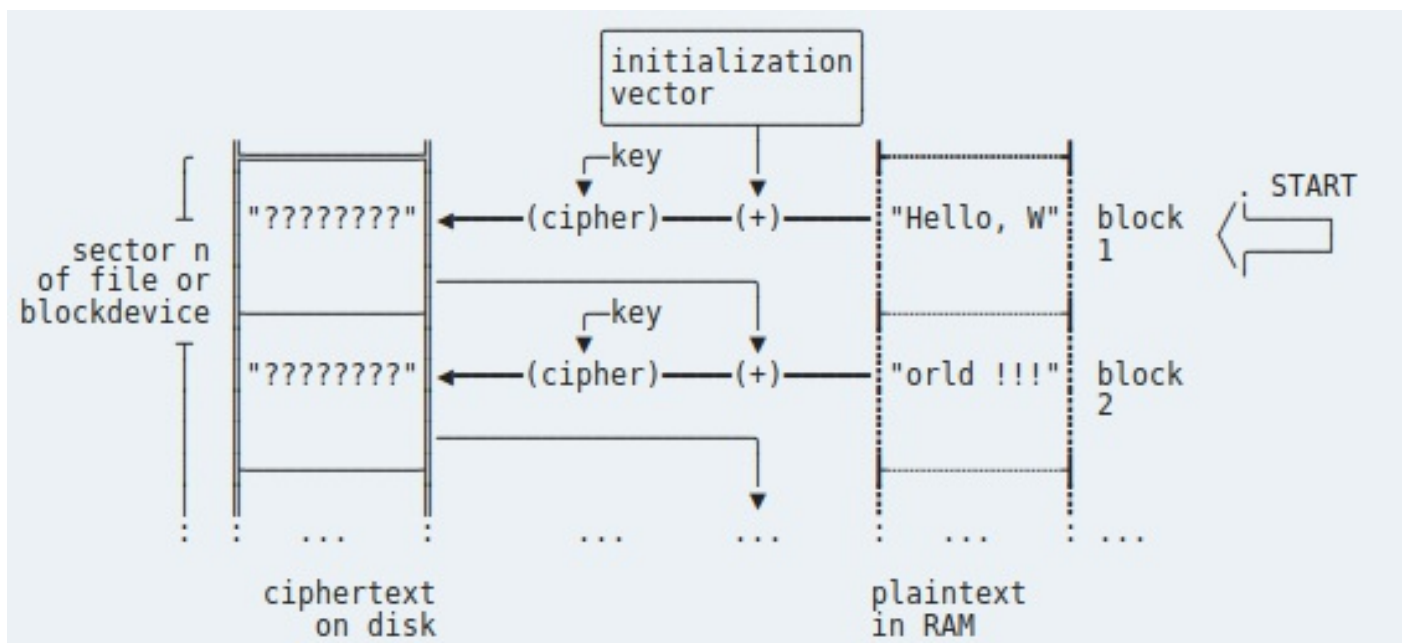 initialization
vector
key
START
"????????" (cipher) (+) "Hello, W" block
1
sector n
of file or
blockdevice
key
"????????" (cipher) (+) "orld !!!" block
2
: : ... : ... ... : ... : ...
ciphertext plaintext
on disk in RAM